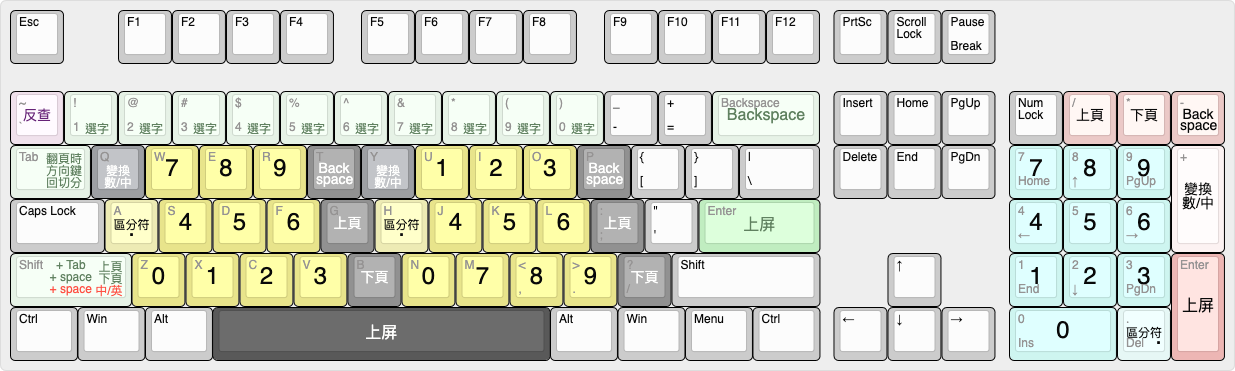 Esc F1 F2 F3 F4 F5 F6 F7 F8 F9 F10 F11 F12 PrtSc Scroll Lock Pause Break
~ ` 反查 ! 1 選字 @ 2 選字 # 3 選字 $ 4 選字 % 5 選字 ^ 6 選字 & 7 選字 * 8 選字 ( 9 選字 ) 0 選字 _ - + = Backspace Backspace Insert Home PgUp Num Lock / 上頁 * 下頁 - Back space
Tab 翻頁時 方向鍵 回切分 Q 變換 數/中 W 7 E 8 R 9 T Back space Y 變換 數/中 U 1 I 2 O 3 P Back space { [ } ] | \ Delete End PgDn 7 7 Home 8 8 ↑ 9 9 PgUp + 變換 數/中
Caps Lock A 區分符 • S 4 D 5 F 6 G 上頁 H 區分符 • J 4 K 5 L 6 : ; 上頁 " ' Enter 上屏 4 4 ← 5 5 6 6 →
Shift + Tab 上頁 + space 下頁 + space 中/英 Z 0 X 1 C 2 V 3 B 下頁 N 0 M 7 < , 8 > . 9 ? / 下頁 Shift ↑ 1 1 End 2 2 ↓ 3 3 PgDn Enter 上屏
Ctrl Win Alt 上屏 Alt Win Menu Ctrl ← ↓ → 0 0 Ins . 區分符 • Del